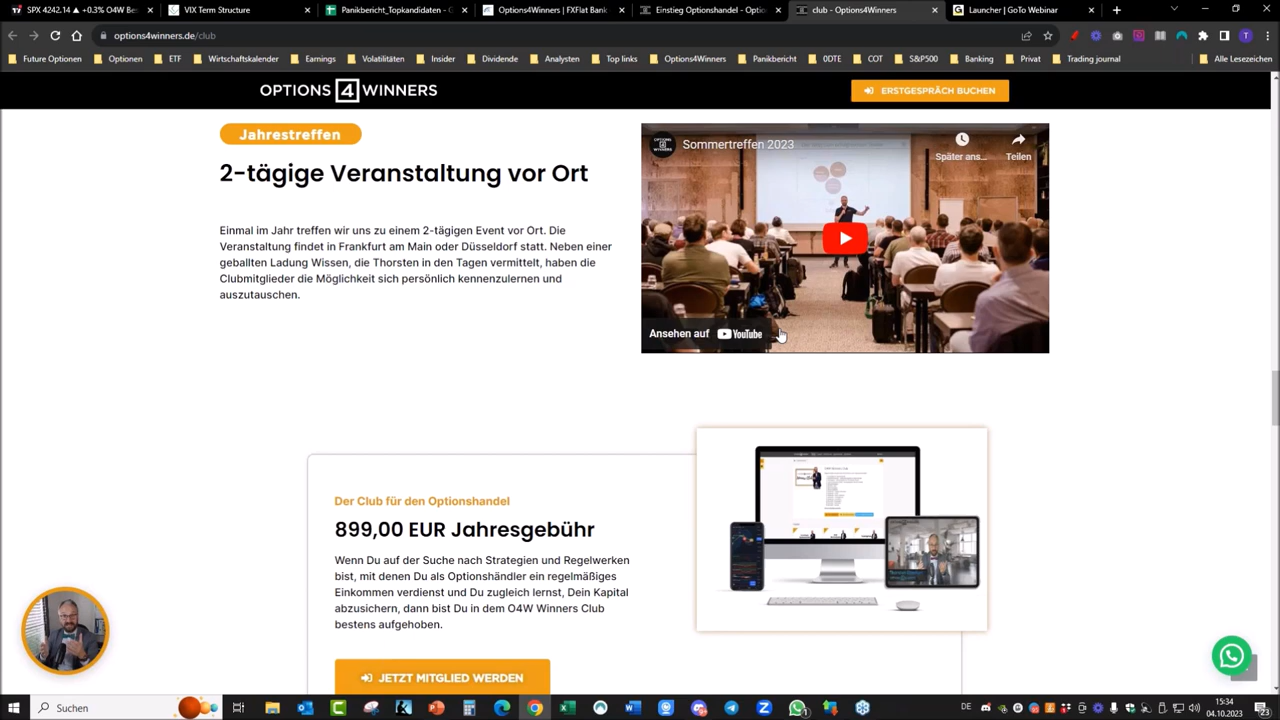 SPX 4242.14 ▲ +0.3% O4W Be
VIX Term Structure
Panikbericht_Topkandidaten - G
Options4Winners | FXFlat Bank
Einstieg Optionshandel - Option
club - Options4Winners
Launcher | GoTo Webinar
options4winners.de/club
Future Optionen
Optionen
ETF
Wirtschaftskalender
Earnings
Volatilitäten
Insider
Dividende
Analysten
Top links
Options4Winners
Panikbericht
0DTE
COT
S&P500
Banking
Privat
Trading journal
Alle Lesezeichen
OPTIONS 4 WINNERS
ERSTGESPRÄCH BUCHEN
Jahrestreffen
2-tägige Veranstaltung vor Ort
Einmal im Jahr treffen wir uns zu einem 2-tägigen Event vor Ort. Die
Veranstaltung findet in Frankfurt am Main oder Düsseldorf statt. Neben einer
geballten Ladung Wissen, die Thorsten in den Tagen vermittelt, haben die
Clubmitglieder die Möglichkeit sich persönlich kennenzulernen und
auszutauschen.
OPTIONS 4 WINNERS
Sommertreffen 2023
Später ans...
Teilen
Ansehen auf YouTube
Der Club für den Optionshandel
899,00 EUR Jahresgebühr
Wenn Du auf der Suche nach Strategien und Regelwerken
bist, mit denen Du als Optionshändler ein regelmäßiges
Einkommen verdienst und Du zugleich lernst, Dein Kapital
abzusichern, dann bist Du in dem O4W Winners Club
bestens aufgehoben.
JETZT MITGLIED WERDEN
Suchen
DE
15:34
04.10.2023
23